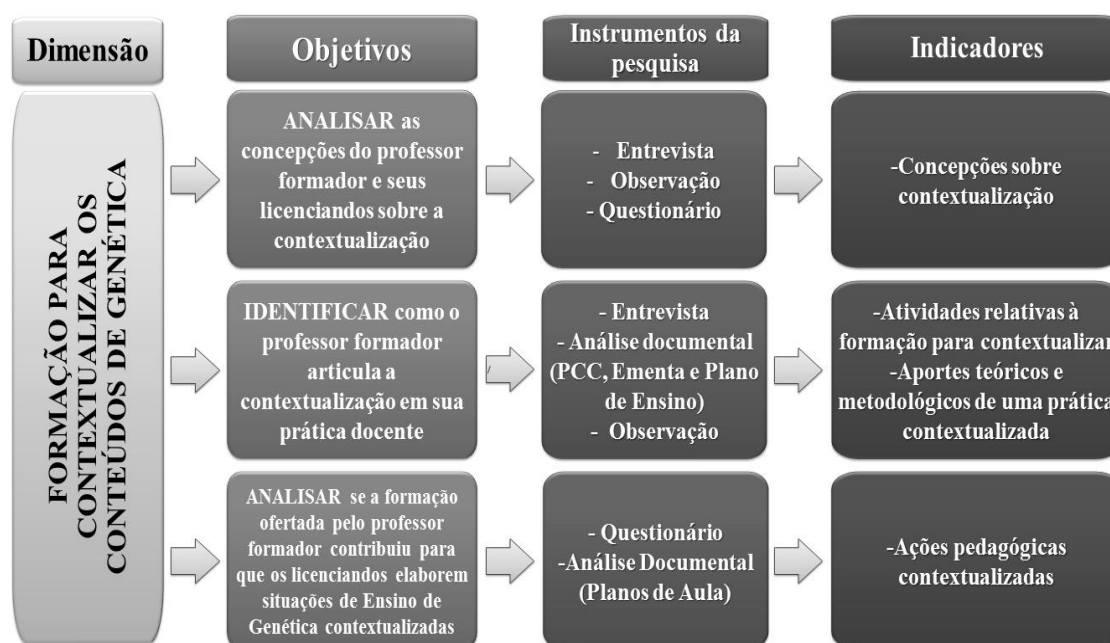 Dimensão
Objetivos
Instrumentos da
pesquisa
Indicadores
FORMAÇÃO PARA
CONTEXTUALIZAR OS
CONTEÚDOS DE GENÉTICA
ANALISAR as
concepções do professor
formador e seus
licenciandos sobre a
contextualização
- Entrevista
- Observação
- Questionário
-Concepções sobre
contextualização
IDENTIFICAR como o
professor formador
articula a
contextualização em sua
prática docente
- Entrevista
- Análise documental
(PCC, Ementa e Plano
de Ensino)
- Observação
-Atividades relativas à
formação para contextualizar
-Aportes teóricos e
metodológicos de uma prática
contextualizada
ANALISAR se a formação
ofertada pelo professor
formador contribuiu para
que os licenciandos elaborem
situações de Ensino de
Genética contextualizadas
- Questionário
-Análise Documental
(Planos de Aula)
-Ações pedagógicas
contextualizadas